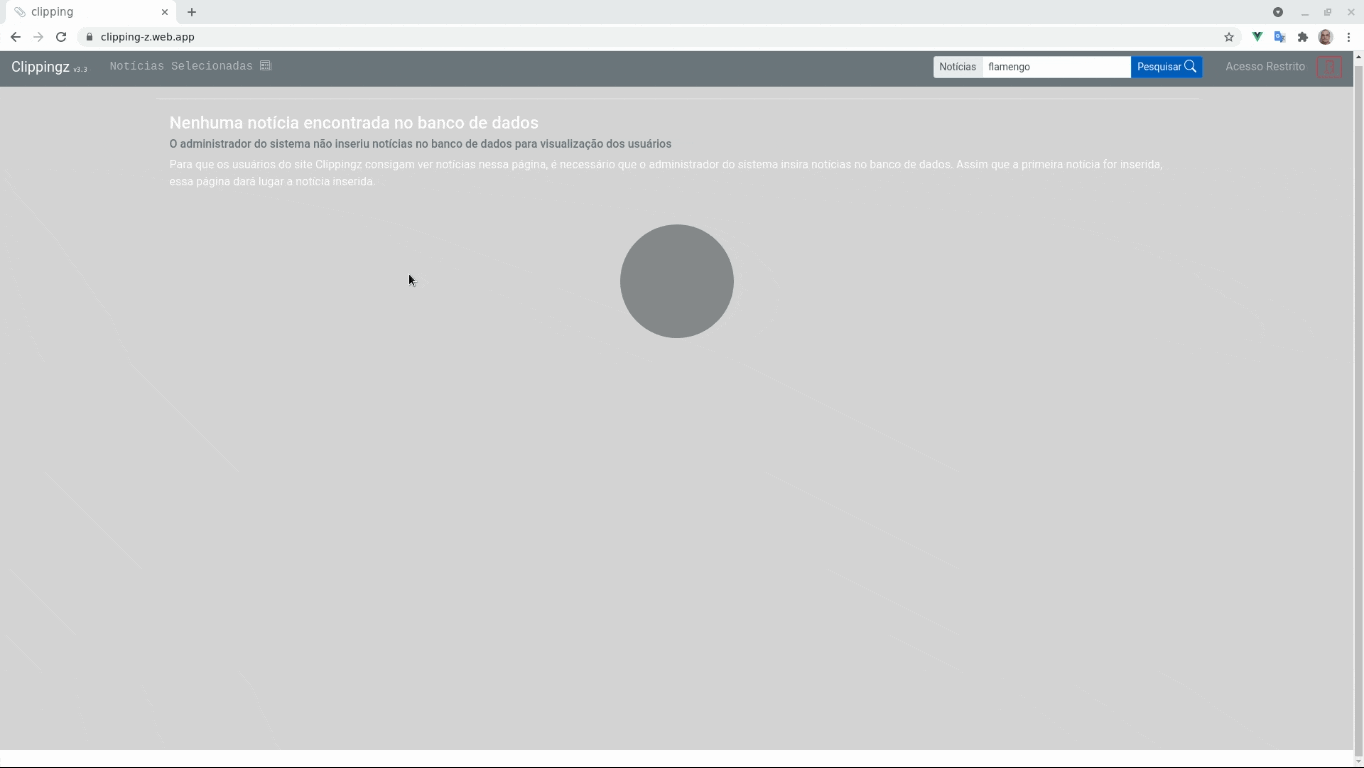 clipping
clipping-z.web.app
Clippingz v3.3 Notícias Selecionadas Notícias flamengo Pesquisar Acesso Restrito
Nenhuma notícia encontrada no banco de dados
O administrador do sistema não inseriu notícias no banco de dados para visualização dos usuários
Para que os usuários do site Clippingz consigam ver notícias nessa página, é necessário que o administrador do sistema insira notícias no banco de dados. Assim que a primeira notícia for inserida,
essa página dará lugar a notícia inserida.